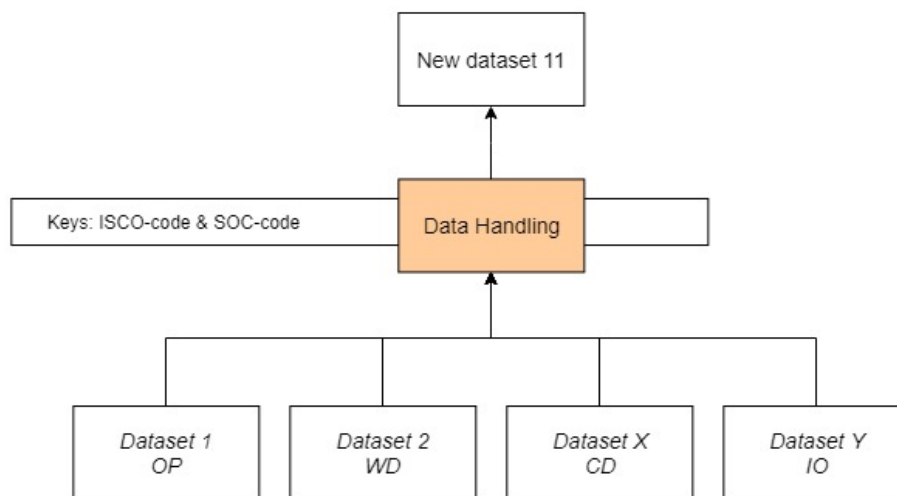 New dataset 11
Keys: ISCO-code & SOC-code
Data Handling
Dataset 1
OP
Dataset 2
WD
Dataset X
CD
Dataset Y
IO